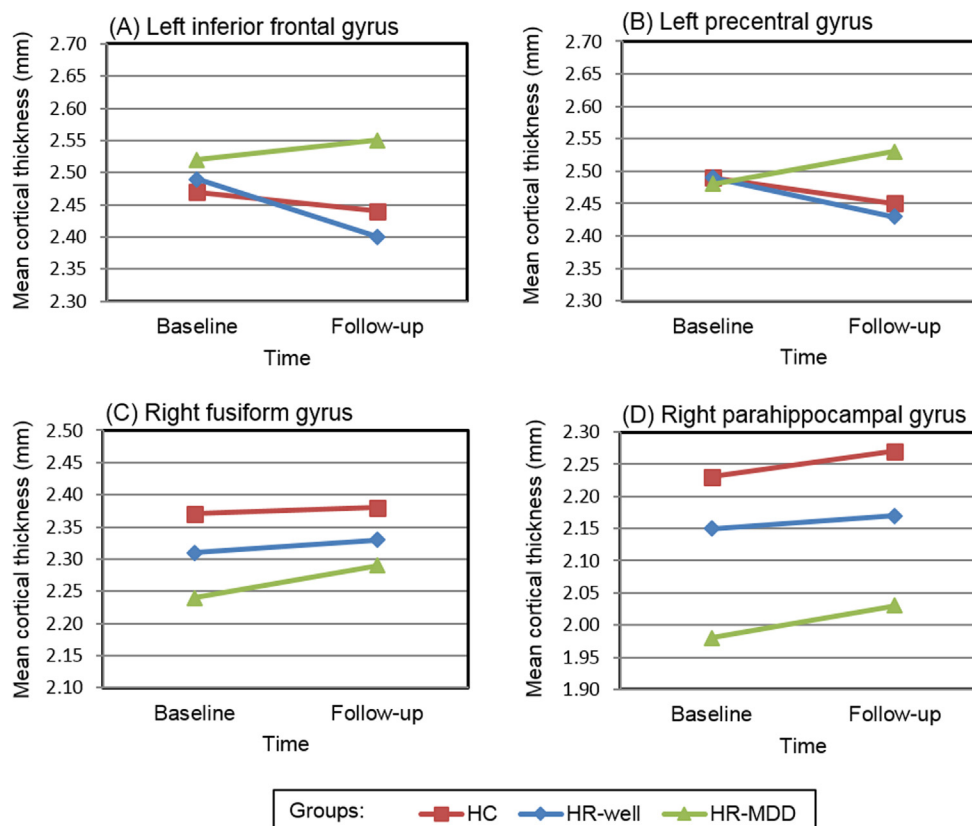 (A) Left inferior frontal gyrus
Mean cortical thickness (mm)
2.70
2.65
2.60
2.55
2.50
2.45
2.40
2.35
2.30
Baseline Follow-up
Time
(B) Left precentral gyrus
Mean cortical thickness (mm)
2.70
2.65
2.60
2.55
2.50
2.45
2.40
2.35
2.30
Baseline Follow-up
Time
(C) Right fusiform gyrus
Mean cortical thickness (mm)
2.50
2.45
2.40
2.35
2.30
2.25
2.20
2.15
2.10
Baseline Follow-up
Time
(D) Right parahippocampal gyrus
Mean cortical thickness (mm)
2.30
2.25
2.20
2.15
2.10
2.05
2.00
1.95
1.90
Baseline Follow-up
Time
Groups: HC HR-well HR-MDD